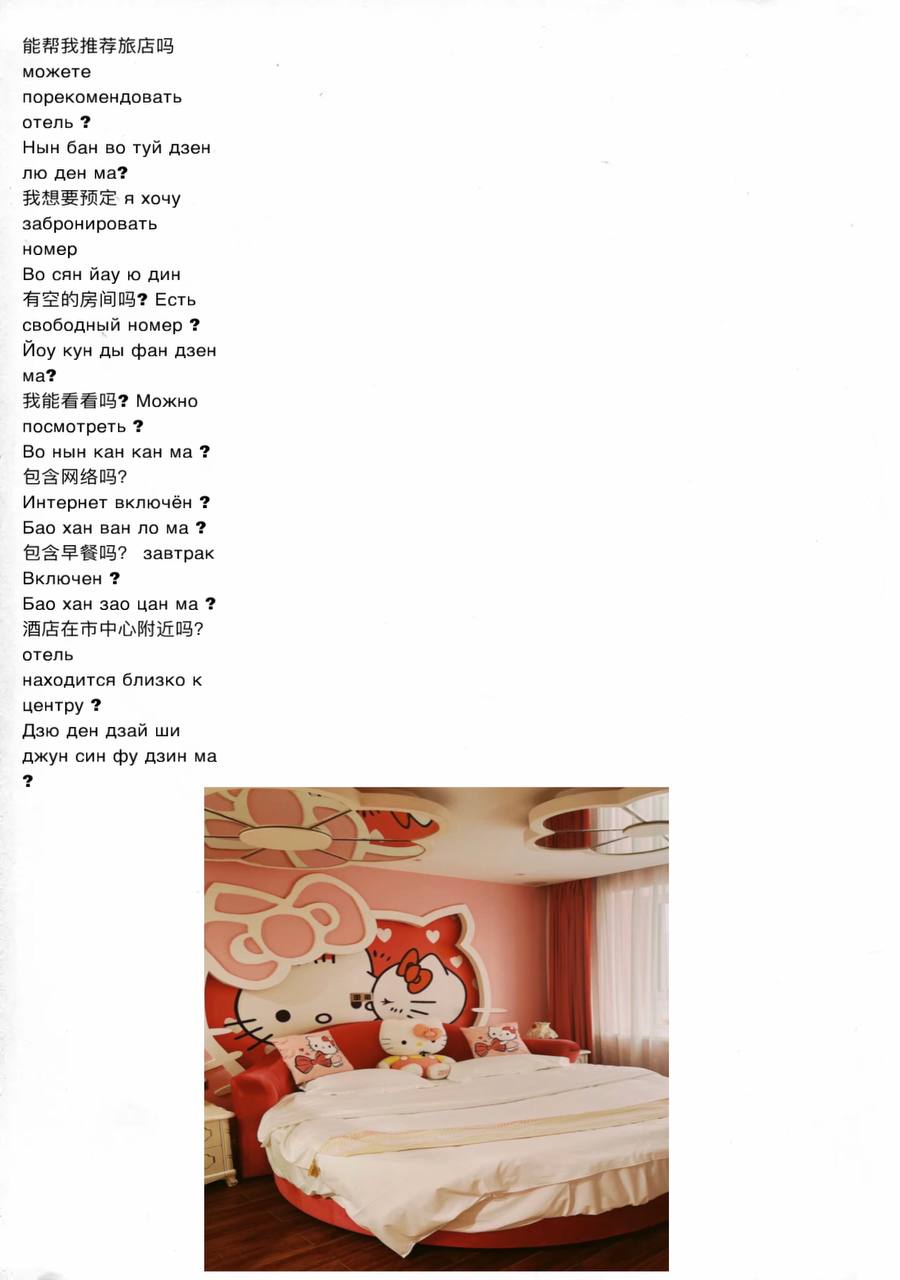 能帮我推荐旅店吗
можете
порекомендовать
отель ?
Нын бан во туй дзен
лю ден ма?
我想要预定 я хочу
забронировать
номер
Во сян йау ю дин
有空的房间吗? Есть
свободный номер ?
Йоу кун ды фан дзен
ма?
我能看看吗? Можно
посмотреть ?
Во нын кан кан ма ?
包含网络吗?
Интернет включён ?
Бао хан ван ло ма ?
包含早餐吗? завтрак
Включен ?
Бао хан зао цан ма ?
酒店在市中心附近吗?
отель
находится близко к
центру ?
Дзю ден дзай ши
джун син фу дзин ма
?